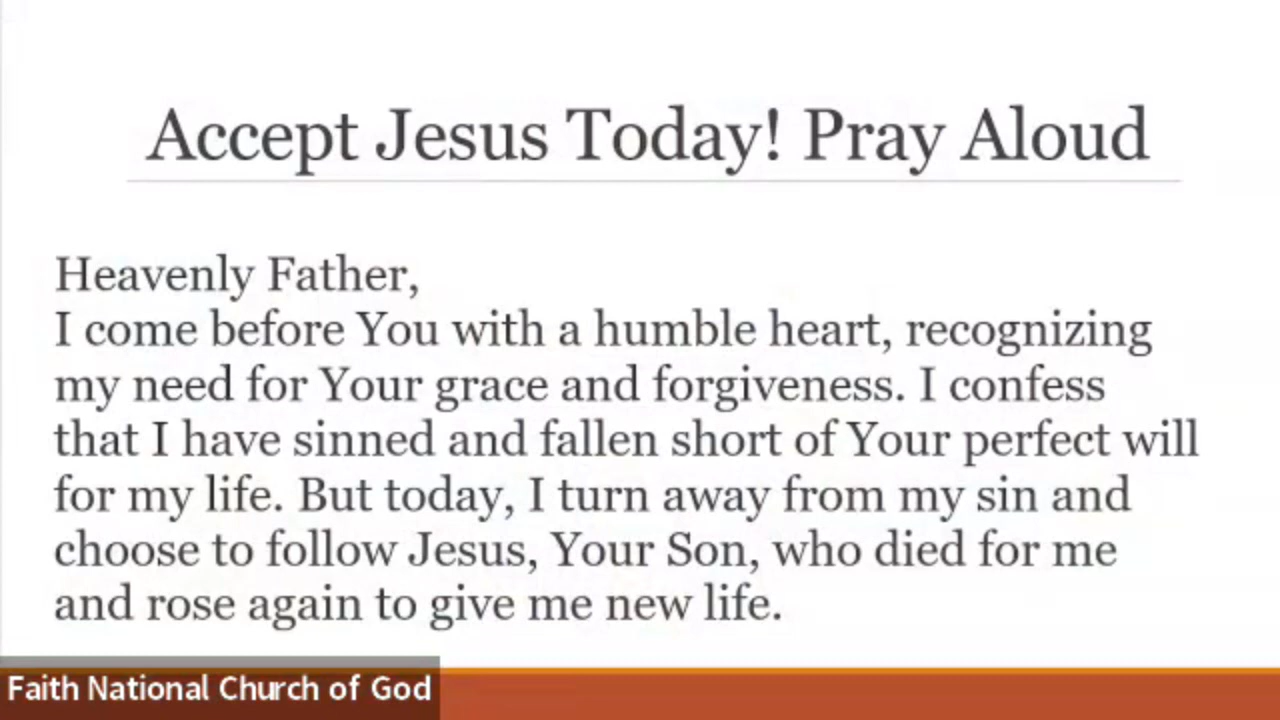 Accept Jesus Today! Pray Aloud
Heavenly Father,
I come before You with a humble heart, recognizing
my need for Your grace and forgiveness. I confess
that I have sinned and fallen short of Your perfect will
for my life. But today, I turn away from my sin and
choose to follow Jesus, Your Son, who died for me
and rose again to give me new life.
Faith National Church of God